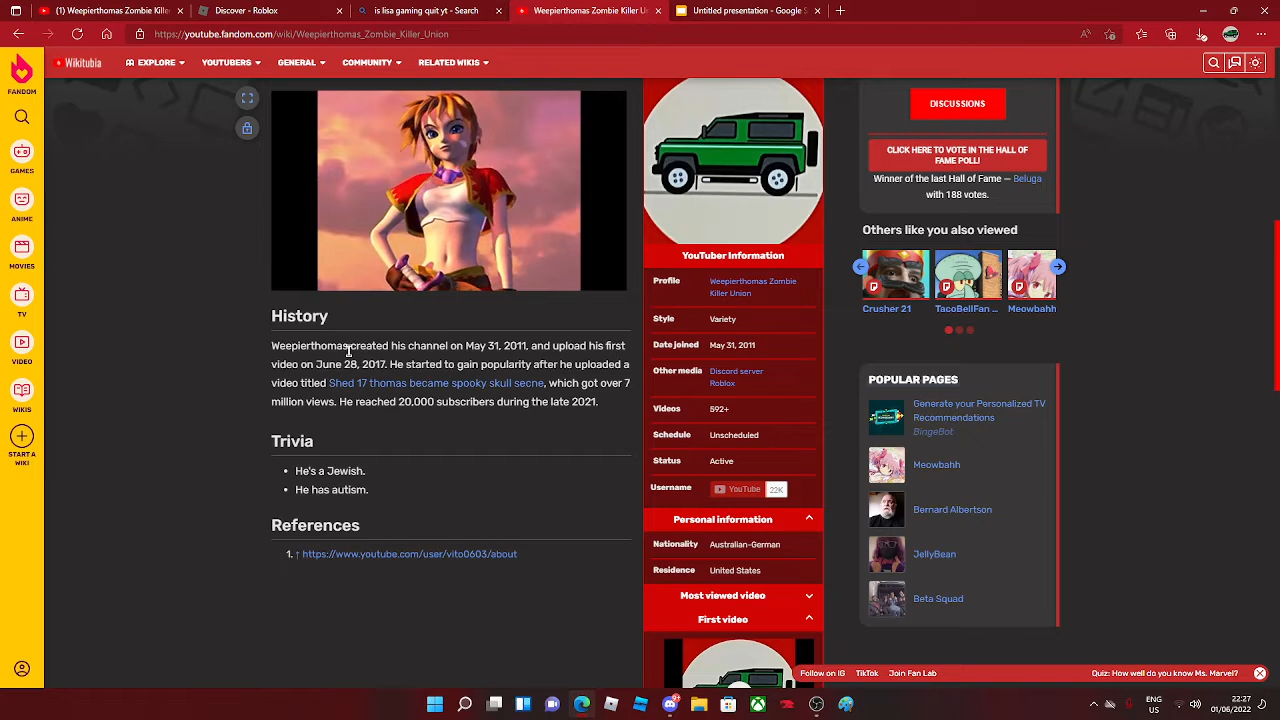 Weepierthomas Zombie Killer
Discover - Roblox
is lisa gaming quit yt - Search
Weepierthomas Zombie Killer Un
Untitled presentation - Google S
https://youtube.fandom.com/wiki/Weepierthomas_Zombie_Killer_Union
FANDOM
Wikitubia
EXPLORE
YOUTUBERS
GENERAL
COMMUNITY
RELATED WIKIS
GAMES
ANIME
MOVIES
TV
VIDEO
WIKIS
START A
WIKI
History
Weepierthomas created his channel on May 31, 2011, and upload his first
video on June 28, 2017. He started to gain popularity after he uploaded a
video titled Shed 17 thomas became spooky skull secne, which got over 7
million views. He reached 20,000 subscribers during the late 2021.
Trivia
He's a Jewish.
He has autism.
References
1. ↑ https://www.youtube.com/user/vito0603/about
YouTuber Information
Profile Weepierthomas Zombie
Killer Union
Style Variety
Date joined May 31, 2011
Other media Discord server
Roblox
Videos 592+
Schedule Unscheduled
Status Active
Username YouTube 22K
Personal information
Nationality Australian-German
Residence United States
Most viewed video
First video
DISCUSSIONS
CLICK HERE TO VOTE IN THE HALL OF
FAME POLL!
Winner of the last Hall of Fame — Beluga
with 188 votes.
Others like you also viewed
Crusher 21
TacoBellFan ...
Meowbahh
POPULAR PAGES
Generate your Personalized TV
Recommendations
BingeBot
Meowbahh
Bernard Albertson
JellyBean
Beta Squad
Follow on IG TikTok Join Fan Lab Quiz: How well do you know Ms. Marvel?
9+
ENG
UK
22:27
01/06/2022